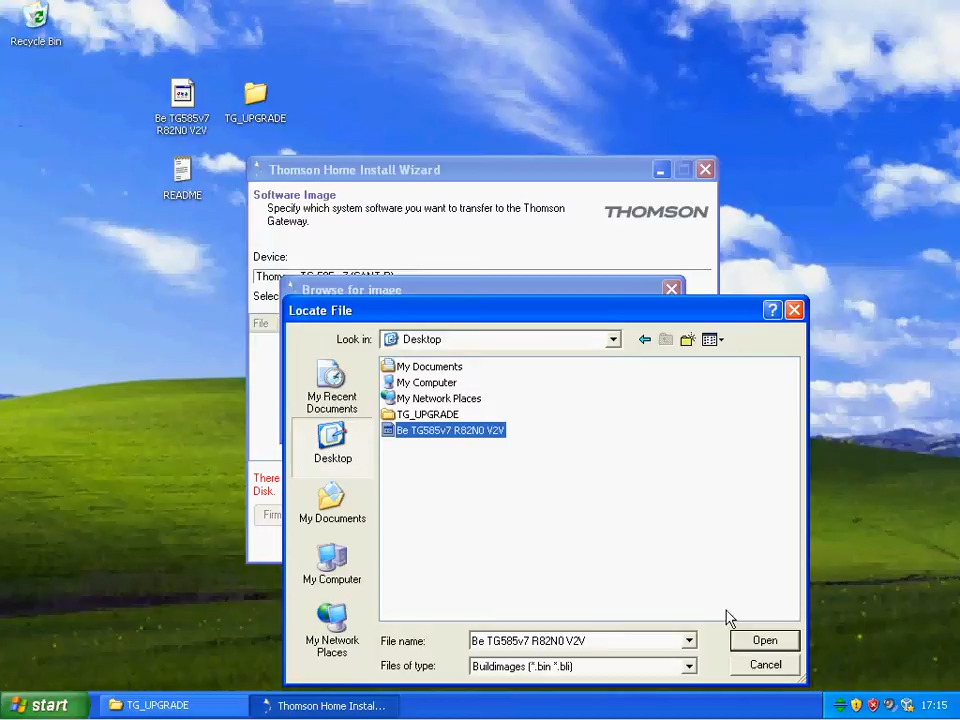 Recycle Bin
Be TG585v7
R82N0 V2V
TG_UPGRADE
README
Thomson Home Install Wizard
Software Image
Specify which system software you want to transfer to the Thomson
Gateway.
THOMSON
Device:
Thom
Selec
File
There
Disk.
Firm
Browse for image
Locate File
Look in:
Desktop
My Recent
Documents
Desktop
My Documents
My Computer
My Network
Places
My Documents
My Computer
My Network Places
TG_UPGRADE
Be TG585v7 R82N0 V2V
File name:
Be TG585v7 R82N0 V2V
Open
Files of type:
Buildimages (*.bin *.bli)
Cancel
start
TG_UPGRADE
Thomson Home Instal...
17:15